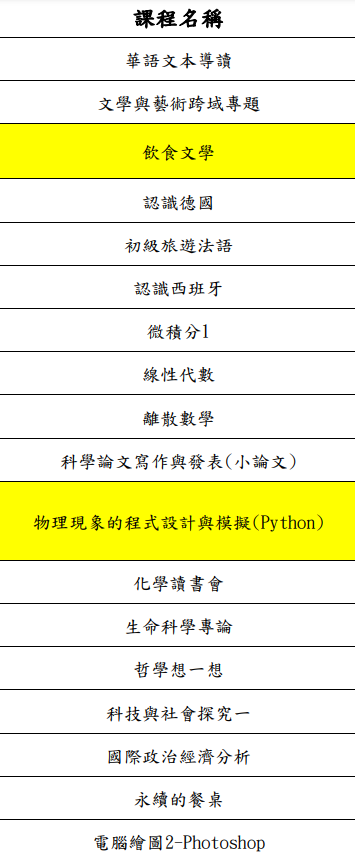 課程名稱
華語文本導讀
文學與藝術跨域專題
飲食文學
認識德國
初級旅遊法語
認識西班牙
微積分1
線性代數
離散數學
科學論文寫作與發表(小論文)
物理現象的程式設計與模擬(Python)
化學讀書會
生命科學專論
哲學想一想
科技與社會探究一
國際政治經濟分析
永續的餐桌
電腦繪圖2-Photoshop